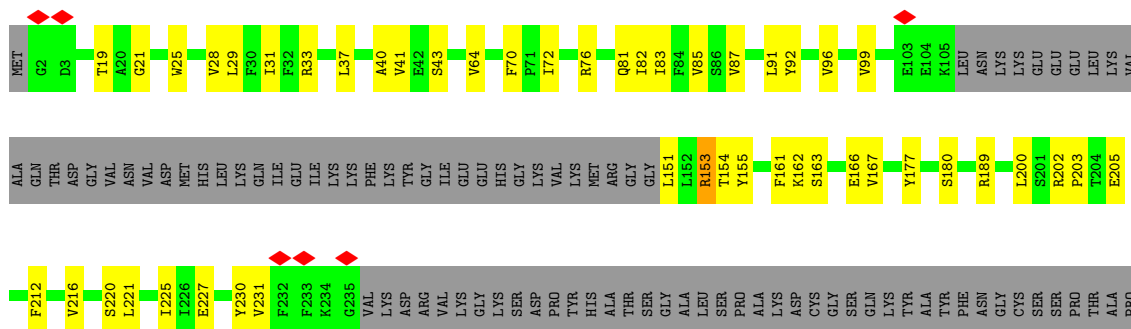 MET G2 D3 T19 A20 G21 W25 V28 L29 F30 I31 F32 R33 L37 A40 V41 E42 S43 V64 F70 P71 I72 R76 Q81 I82 I83 F84 V85 S86 V87 L91 Y92 V96 V99 E103 E104 K105 LEU ASN LYS LYS GLU GLU GLU LEU LYS VAL
ALA GLN THR ASP GLY VAL ASN VAL ASP MET HIS LEU LYS GLN ILE GLU ILE LYS LYS PHE LYS TYR GLY ILE GLU GLU HIS GLY LYS VAL LYS MET ARG GLY GLY L151 L152 R153 T154 Y155 F161 K162 S163 E166 V167 Y177 S180 R189 L200 S201 R202 P203 T204 E205
F212 V216 S220 L221 I225 I226 E227 Y230 V231 F232 F233 K234 G235 VAL LYS ASP ARG VAL LYS GLY LYS SER ASP PRO TYR HIS ALA THR SER GLY ALA LEU SER PRO ALA LYS ASP CYS GLY SER GLN LYS TYR ALA TYR PHE ASN GLY CYS SER SER PRO THR ALA PRO